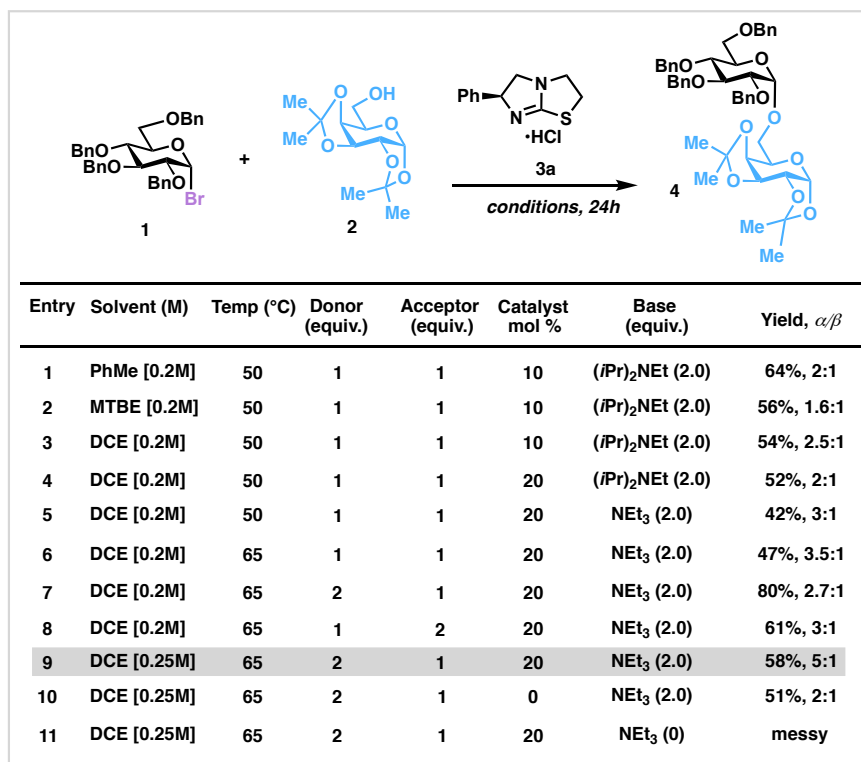 OBn
BnO
BnO
BnO
O
Br
1
+
Me
Me
O
O
OH
O
O
O
Me
Me
2
Ph
N
N
S
•HCl
3a
conditions, 24h
OBn
BnO
BnO
BnO
O
O
Me
Me
O
O
O
O
O
Me
Me
4
Entry Solvent (M) Temp (°C) Donor (equiv.) Acceptor (equiv.) Catalyst mol % Base (equiv.) Yield, α/β
1 PhMe [0.2M] 50 1 1 10 (iPr)₂NEt (2.0) 64%, 2:1
2 MTBE [0.2M] 50 1 1 10 (iPr)₂NEt (2.0) 56%, 1.6:1
3 DCE [0.2M] 50 1 1 10 (iPr)₂NEt (2.0) 54%, 2.5:1
4 DCE [0.2M] 50 1 1 20 (iPr)₂NEt (2.0) 52%, 2:1
5 DCE [0.2M] 50 1 1 20 NEt₃ (2.0) 42%, 3:1
6 DCE [0.2M] 65 1 1 20 NEt₃ (2.0) 47%, 3.5:1
7 DCE [0.2M] 65 2 1 20 NEt₃ (2.0) 80%, 2.7:1
8 DCE [0.2M] 65 1 2 20 NEt₃ (2.0) 61%, 3:1
9 DCE [0.25M] 65 2 1 20 NEt₃ (2.0) 58%, 5:1
10 DCE [0.25M] 65 2 1 0 NEt₃ (2.0) 51%, 2:1
11 DCE [0.25M] 65 2 1 20 NEt₃ (0) messy